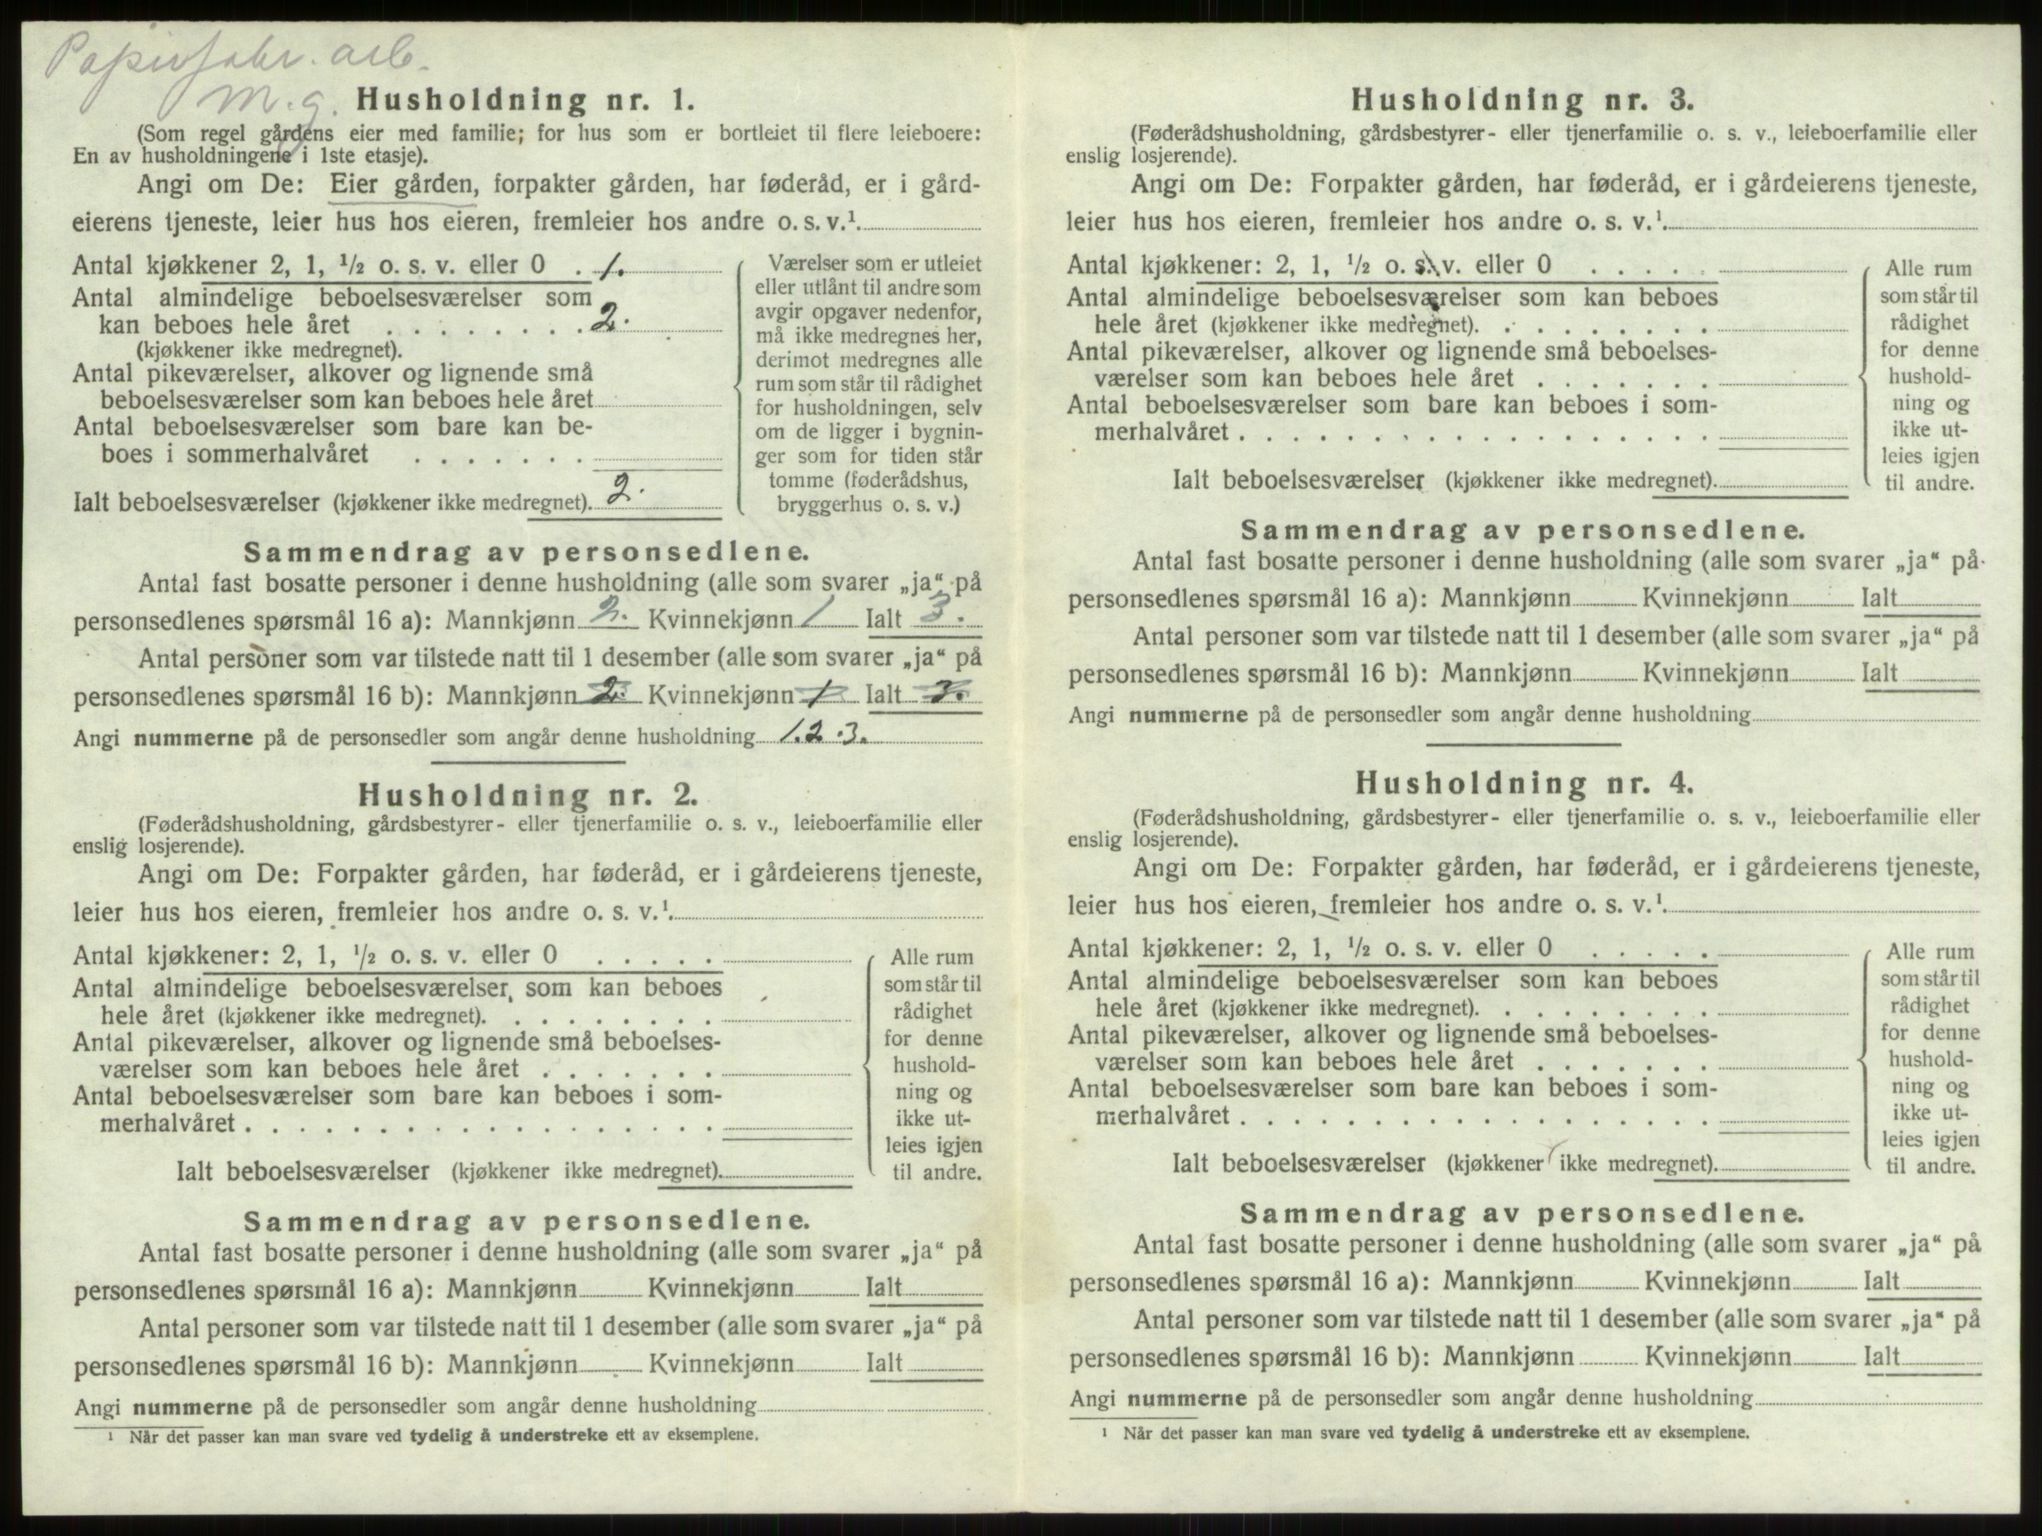 Papirfabr. arb.
M. g.
Husholdning nr. 1.
(Som regel gårdens eier med familie; for hus som er bortleiet til flere leieboere:
En av husholdningene i 1ste etasje).
Angi om De: Eier gården, forpakter gården, har føderåd, er i gård-
eierens tjeneste, leier hus hos eieren, fremleier hos andre o. s. v.¹
Antal kjøkkener 2, 1, ½ o. s. v. eller 0 . 1.
Antal almindelige beboelsesværelser som
kan beboes hele året . . . . . . . . 2.
(kjøkkener ikke medregnet).
Antal pikeværelser, alkover og lignende små
beboelsesværelser som kan beboes hele året
Antal beboelsesværelser som bare kan be-
boes i sommerhalvåret . . . . . . .
Ialt beboelsesværelser (kjøkkener ikke medregnet). 2.
Værelser som er utleiet
eller utlånt til andre som
avgir opgaver nedenfor,
må ikke medregnes her,
derimot medregnes alle
rum som står til rådighet
for husholdningen, selv
om de ligger i bygnin-
ger som for tiden står
tomme (føderådshus,
bryggerhus o. s. v.)
Sammendrag av personsedlene.
Antal fast bosatte personer i denne husholdning (alle som svarer „ja“ på
personsedlenes spørsmål 16 a): Mannkjønn 2. Kvinnekjønn 1 Ialt 3.
Antal personer som var tilstede natt til 1 desember (alle som svarer „ja“ på
personsedlenes spørsmål 16 b): Mannkjønn 2. Kvinnekjønn 1 Ialt 3.
Angi nummerne på de personsedler som angår denne husholdning 1. 2. 3.
Husholdning nr. 2.
(Føderådshusholdning, gårdsbestyrer- eller tjenerfamilie o. s. v., leieboerfamilie eller
enslig losjerende).
Angi om De: Forpakter gården, har føderåd, er i gårdeierens tjeneste,
leier hus hos eieren, fremleier hos andre o. s. v.¹
Antal kjøkkener: 2, 1, ½ o. s. v. eller 0 . . . . .
Antal almindelige beboelsesværelser som kan beboes
hele året (kjøkkener ikke medregnet). . . . . . . . .
Antal pikeværelser, alkover og lignende små beboelses-
værelser som kan beboes hele året . . . . . . .
Antal beboelsesværelser som bare kan beboes i som-
merhalvåret . . . . . . . . . . . . . . . . . .
Ialt beboelsesværelser (kjøkkener ikke medregnet).
Alle rum
som står til
rådighet
for denne
hushold-
ning og
ikke ut-
leies igjen
til andre.
Sammendrag av personsedlene.
Antal fast bosatte personer i denne husholdning (alle som svarer „ja“ på
personsedlenes spørsmål 16 a): Mannkjønn Kvinnekjønn Ialt
Antal personer som var tilstede natt til 1 desember (alle som svarer „ja“ på
personsedlenes spørsmål 16 b): Mannkjønn Kvinnekjønn Ialt
Angi nummerne på de personsedler som angår denne husholdning
¹ Når det passer kan man svare ved tydelig å understreke ett av eksemplene.
Husholdning nr. 3.
(Føderådshusholdning, gårdsbestyrer- eller tjenerfamilie o. s. v., leieboerfamilie eller
enslig losjerende).
Angi om De: Forpakter gården, har føderåd, er i gårdeierens tjeneste,
leier hus hos eieren, fremleier hos andre o. s. v.¹
Antal kjøkkener: 2, 1, ½ o. s. v. eller 0 . . . . .
Antal almindelige beboelsesværelser som kan beboes
hele året (kjøkkener ikke medregnet). . . . . . . . .
Antal pikeværelser, alkover og lignende små beboelses-
værelser som kan beboes hele året . . . . . . .
Antal beboelsesværelser som bare kan beboes i som-
merhalvåret . . . . . . . . . . . . . . . . . .
Ialt beboelsesværelser (kjøkkener ikke medregnet).
Alle rum
som står til
rådighet
for denne
hushold-
ning og
ikke ut-
leies igjen
til andre.
Sammendrag av personsedlene.
Antal fast bosatte personer i denne husholdning (alle som svarer „ja“ på
personsedlenes spørsmål 16 a): Mannkjønn Kvinnekjønn Ialt
Antal personer som var tilstede natt til 1 desember (alle som svarer „ja“ på
personsedlenes spørsmål 16 b): Mannkjønn Kvinnekjønn Ialt
Angi nummerne på de personsedler som angår denne husholdning
Husholdning nr. 4.
(Føderådshusholdning, gårdsbestyrer- eller tjenerfamilie o. s. v., leieboerfamilie eller
enslig losjerende).
Angi om De: Forpakter gården, har føderåd, er i gårdeierens tjeneste,
leier hus hos eieren, fremleier hos andre o. s. v.¹
Antal kjøkkener: 2, 1, ½ o. s. v. eller 0 . . . . .
Antal almindelige beboelsesværelser som kan beboes
hele året (kjøkkener ikke medregnet). . . . . . . . .
Antal pikeværelser, alkover og lignende små beboelses-
værelser som kan beboes hele året . . . . . . .
Antal beboelsesværelser som bare kan beboes i som-
merhalvåret . . . . . . . . . . . . . . . . . .
Ialt beboelsesværelser (kjøkkener ikke medregnet).
Alle rum
som står til
rådighet
for denne
hushold-
ning og
ikke ut-
leies igjen
til andre.
Sammendrag av personsedlene.
Antal fast bosatte personer i denne husholdning (alle som svarer „ja“ på
personsedlenes spørsmål 16 a): Mannkjønn Kvinnekjønn Ialt
Antal personer som var tilstede natt til 1 desember (alle som svarer „ja“ på
personsedlenes spørsmål 16 b): Mannkjønn Kvinnekjønn Ialt
Angi nummerne på de personsedler som angår denne husholdning
¹ Når det passer kan man svare ved tydelig å understreke ett av eksemplene.